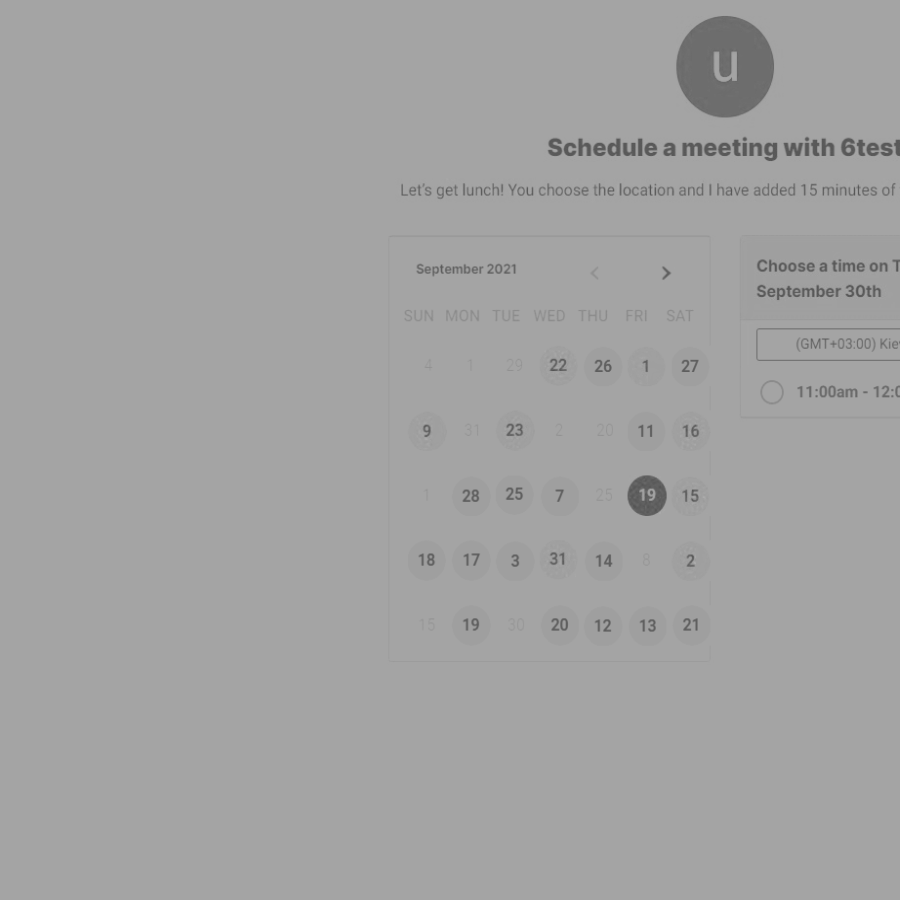 u
Schedule a meeting with 6test
Let's get lunch! You choose the location and I have added 15 minutes of
September 2021
SUN MON TUE WED THU FRI SAT
4 1 29 22 26 1 27
9 31 23 2 20 11 16
1 28 25 7 25 19 15
18 17 3 31 14 8 2
15 19 30 20 12 13 21
Choose a time on T
September 30th
(GMT+03:00) Kie
11:00am - 12:0